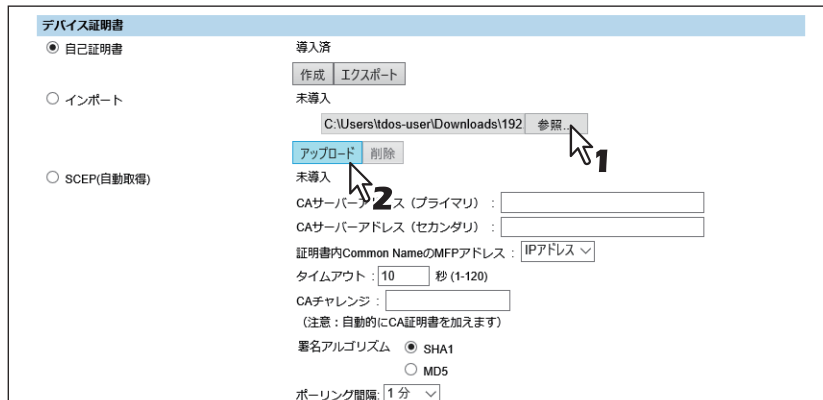 デバイス証明書
自己証明書 導入済
作成 エクスポート
インポート 未導入
C:\Users\tdos-user\Downloads\192 参照...
1
アップロード 削除
2
SCEP(自動取得) 未導入
CAサーバーアドレス（プライマリ）:
CAサーバーアドレス（セカンダリ）:
証明書内Common NameのMFPアドレス: IPアドレス
タイムアウト: 10 秒 (1-120)
CAチャレンジ:
（注意：自動的にCA証明書を加えます）
署名アルゴリズム SHA1
MD5
ポーリング間隔: 1 分